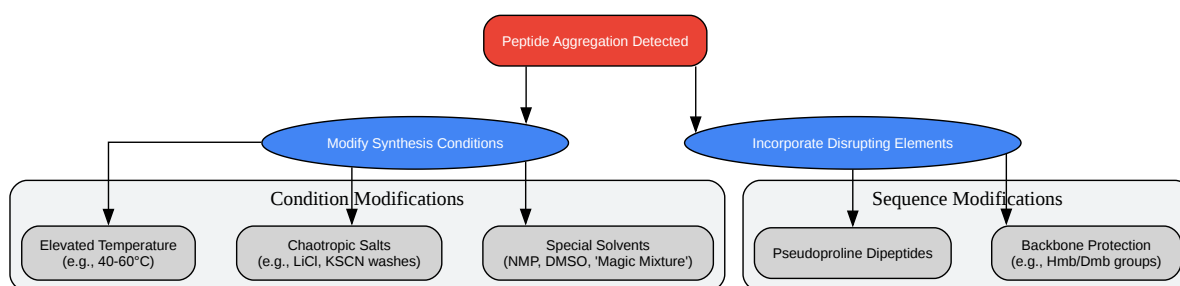 Peptide Aggregation Detected
Modify Synthesis Conditions
Incorporate Disrupting Elements
Condition Modifications
Sequence Modifications
Elevated Temperature
(e.g., 40-60°C)
Chaotropic Salts
(e.g., LiCl, KSCN washes)
Special Solvents
(NMP, DMSO, 'Magic Mixture')
Pseudoproline Dipeptides
Backbone Protection
(e.g., Hmb/Dmb groups)